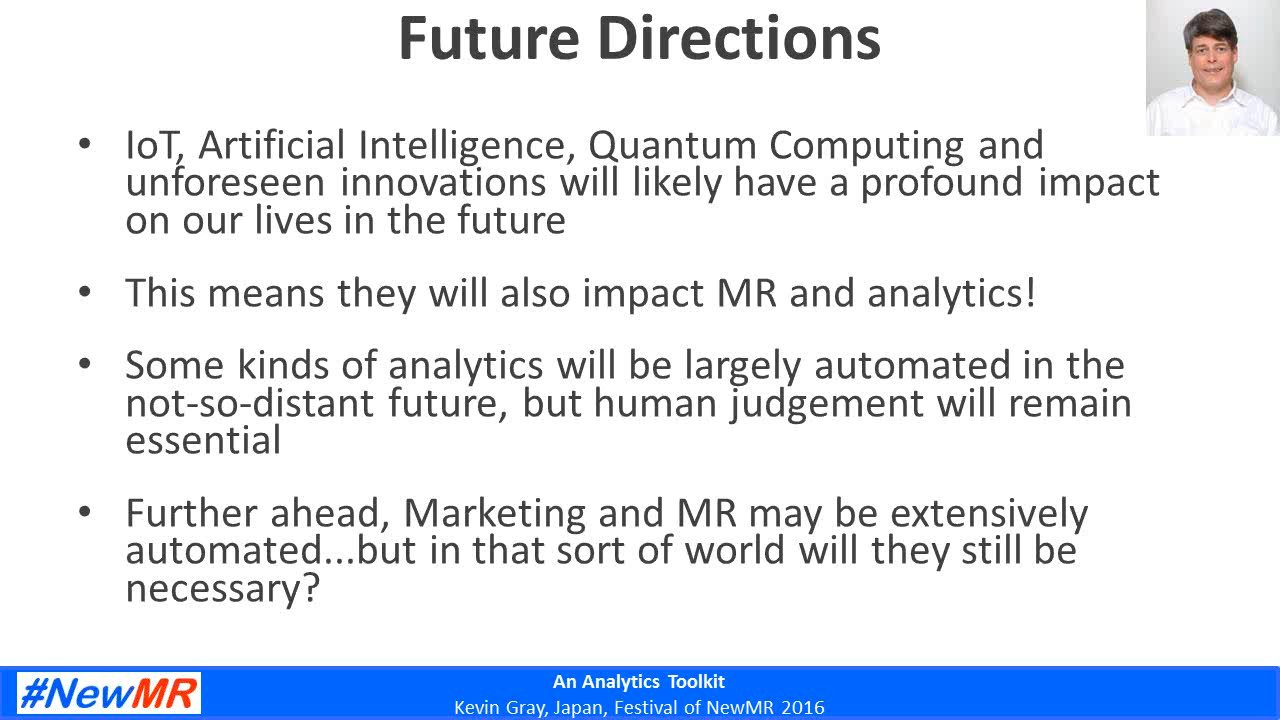 Future Directions
• IoT, Artificial Intelligence, Quantum Computing and
unforeseen innovations will likely have a profound impact
on our lives in the future
• This means they will also impact MR and analytics!
• Some kinds of analytics will be largely automated in the
not-so-distant future, but human judgement will remain
essential
• Further ahead, Marketing and MR may be extensively
automated...but in that sort of world will they still be
necessary?
#NewMR
An Analytics Toolkit
Kevin Gray, Japan, Festival of NewMR 2016